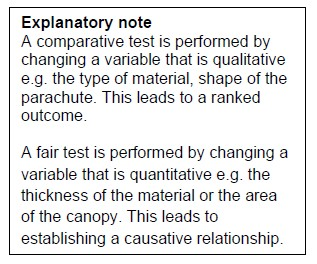 Explanatory note
A comparative test is performed by
changing a variable that is qualitative
e.g. the type of material, shape of the
parachute. This leads to a ranked
outcome.
A fair test is performed by changing a
variable that is quantitative e.g. the
thickness of the material or the area
of the canopy. This leads to
establishing a causative relationship.